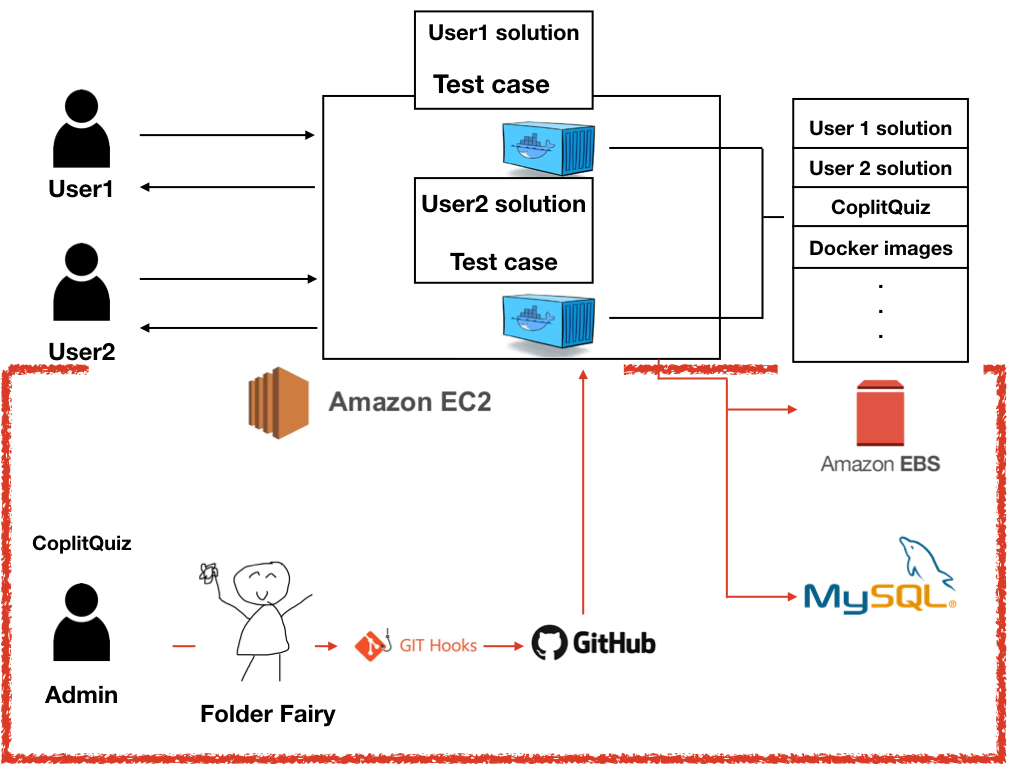 User1 solution
Test case
User1
User2 solution
Test case
User2
User 1 solution
User 2 solution
CoplitQuiz
Docker images
.
.
.
Amazon EC2
Amazon EBS
CoplitQuiz
Admin
Folder Fairy
GIT Hooks
GitHub
MySQL®